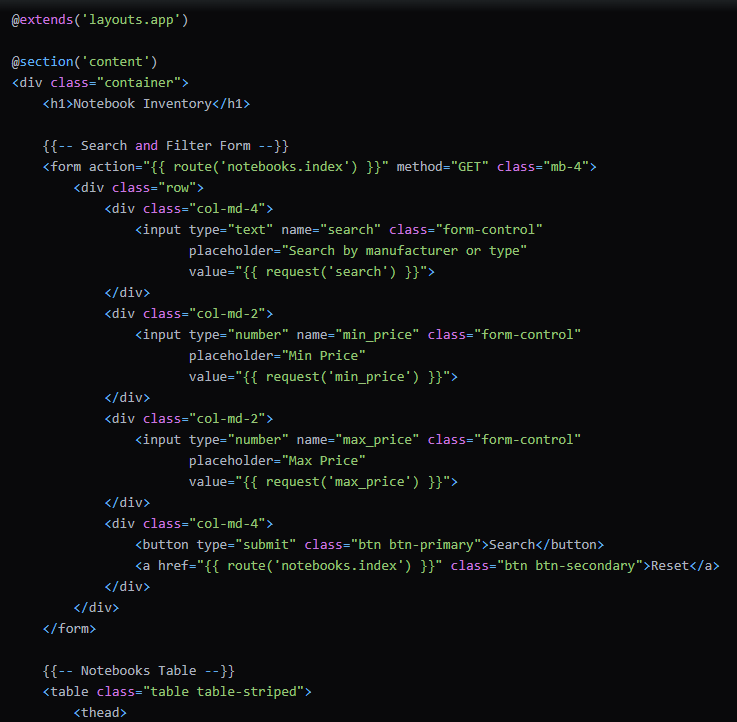 @extends('layouts.app')

@section('content')
<div class="container">
    <h1>Notebook Inventory</h1>

    {{-- Search and Filter Form --}}
    <form action="{{ route('notebooks.index') }}" method="GET" class="mb-4">
        <div class="row">
            <div class="col-md-4">
                <input type="text" name="search" class="form-control"
                       placeholder="Search by manufacturer or type"
                       value="{{ request('search') }}">
            </div>
            <div class="col-md-2">
                <input type="number" name="min_price" class="form-control"
                       placeholder="Min Price"
                       value="{{ request('min_price') }}">
            </div>
            <div class="col-md-2">
                <input type="number" name="max_price" class="form-control"
                       placeholder="Max Price"
                       value="{{ request('max_price') }}">
            </div>
            <div class="col-md-4">
                <button type="submit" class="btn btn-primary">Search</button>
                <a href="{{ route('notebooks.index') }}" class="btn btn-secondary">Reset</a>
            </div>
        </div>
    </form>

    {{-- Notebooks Table --}}
    <table class="table table-striped">
        <thead>